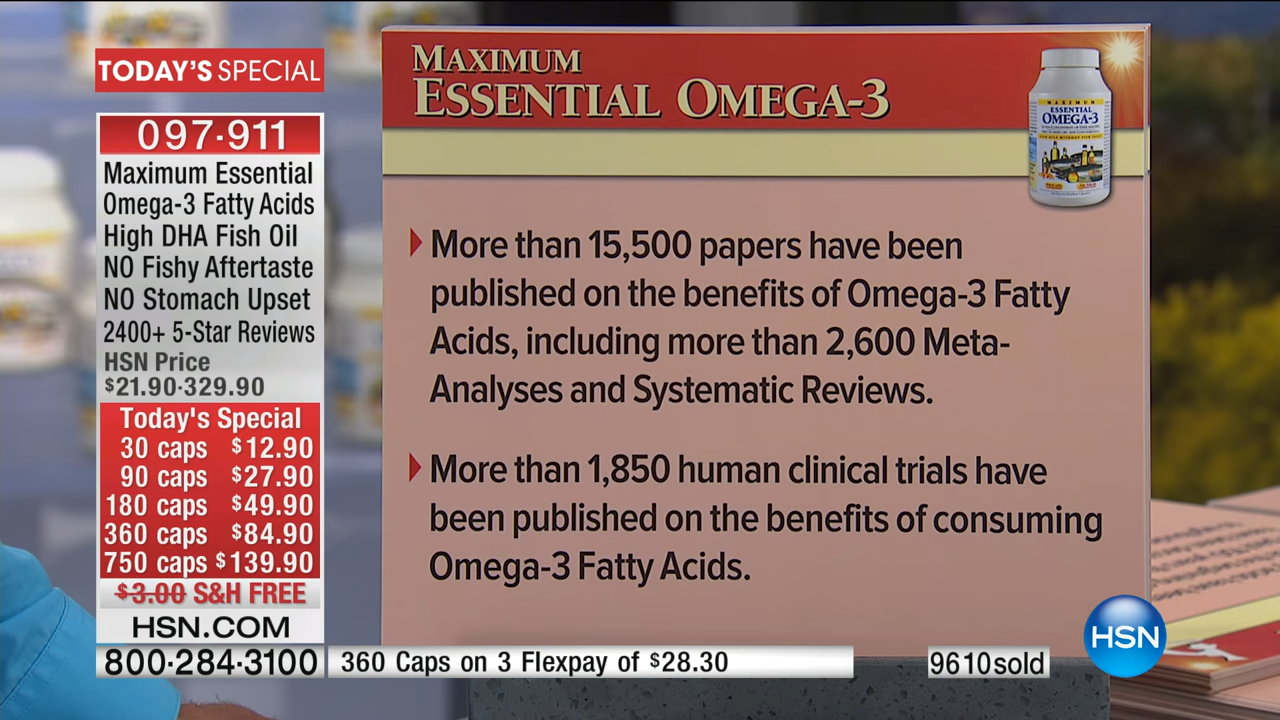 TODAY'S SPECIAL
097·911
Maximum Essential
Omega-3 Fatty Acids
High DHA Fish Oil
NO Fishy Aftertaste
NO Stomach Upset
2400+ 5-Star Reviews
HSN Price
$21.90-329.90
Today's Special
30 caps $12.90
90 caps $27.90
180 caps $49.90
360 caps $84.90
750 caps $139.90
$3.00 S&H FREE
HSN.COM
800·284·3100
360 Caps on 3 Flexpay of $28.30
9610sold
HSN
MAXIMUM
ESSENTIAL OMEGA-3
MAXIMUM
ESSENTIAL
OMEGA-3
More than 15,500 papers have been
published on the benefits of Omega-3 Fatty
Acids, including more than 2,600 Meta-
Analyses and Systematic Reviews.
More than 1,850 human clinical trials have
been published on the benefits of consuming
Omega-3 Fatty Acids.